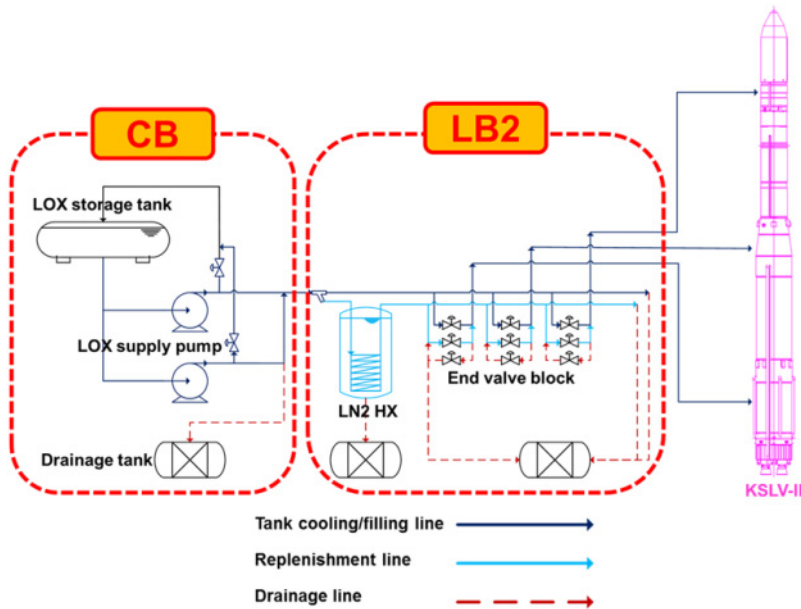 CB
LB2
LOX storage tank
LOX supply pump
End valve block
LN2 HX
Drainage tank
KSLV-II
Tank cooling/filling line
Replenishment line
Drainage line